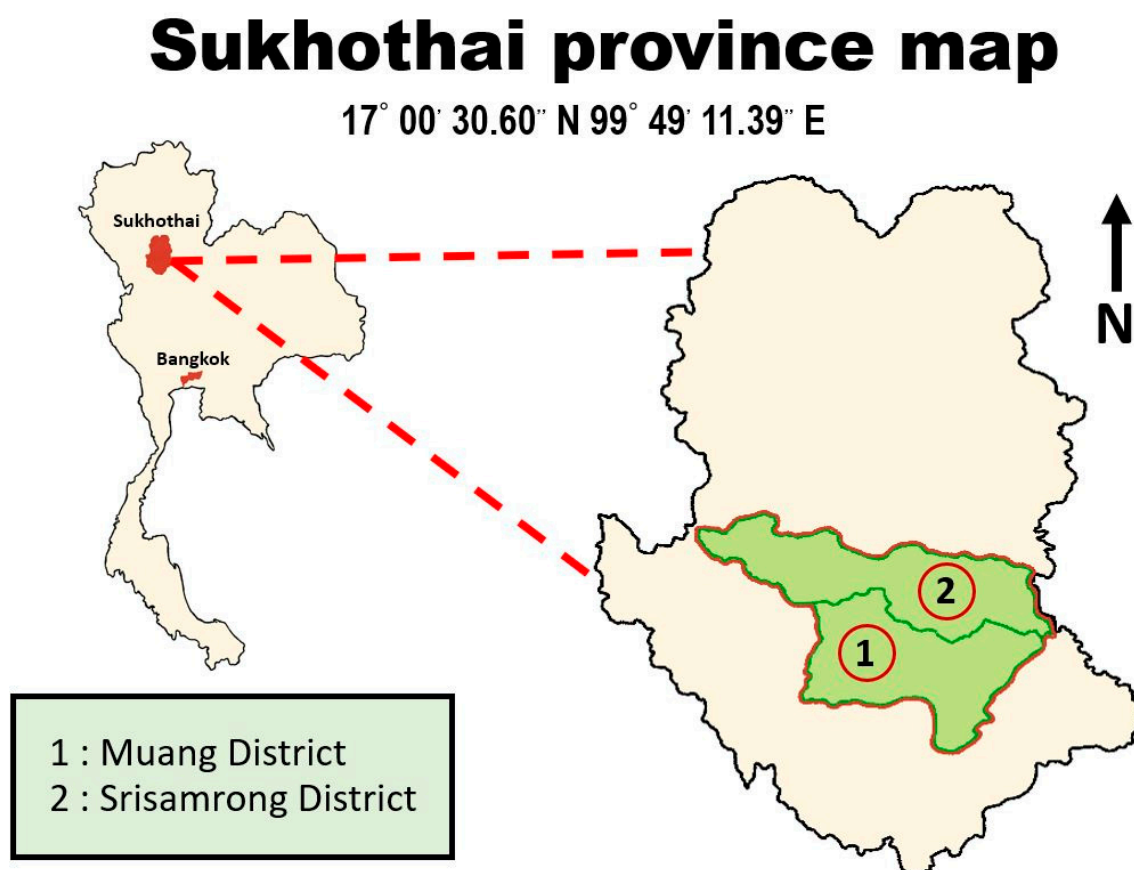 Sukhothai province map
17° 00' 30.60" N 99° 49' 11.39" E
Sukhothai
Bangkok
N
2
1
1 : Muang District
2 : Srisamrong District